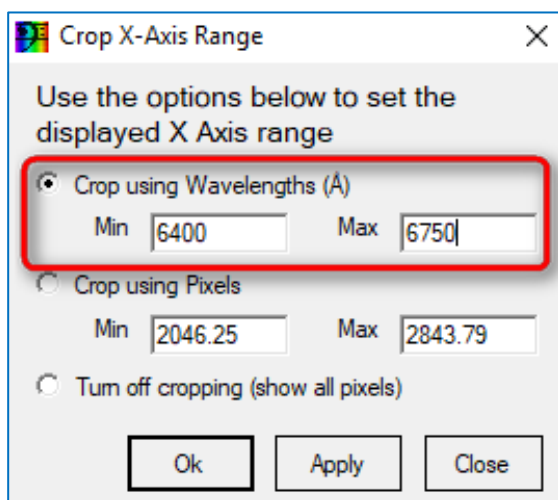 Crop X-Axis Range
Use the options below to set the
displayed X Axis range
Crop using Wavelengths (Å)
Min 6400 Max 6750
Crop using Pixels
Min 2046.25 Max 2843.79
Turn off cropping (show all pixels)
Ok Apply Close